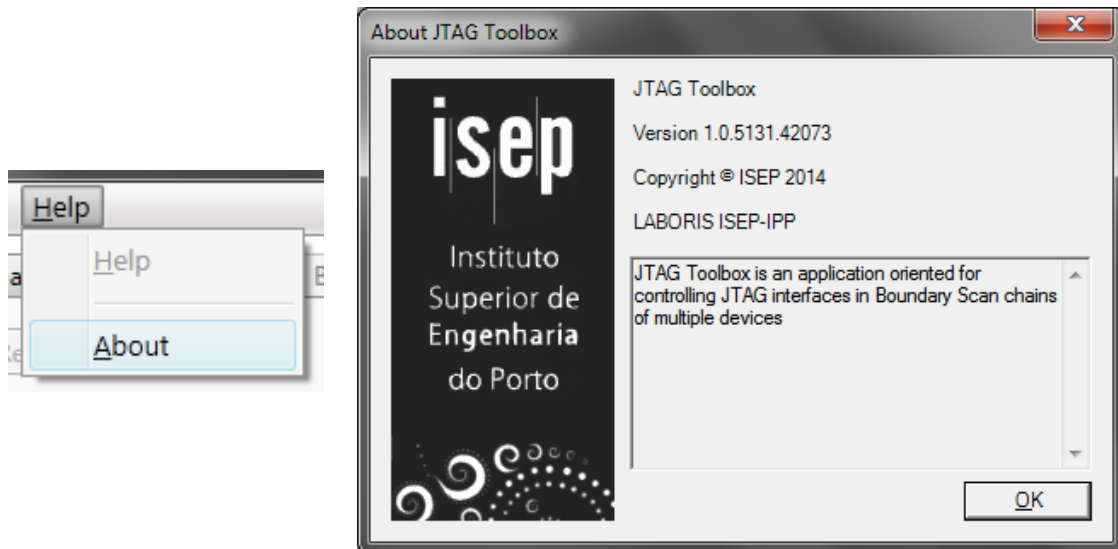 Help
Help
About
About JTAG Toolbox
isep
Instituto
Superior de
Engenharia
do Porto
JTAG Toolbox
Version 1.0.5131.42073
Copyright © ISEP 2014
LABORIS ISEP-IPP
JTAG Toolbox is an application oriented for
controlling JTAG interfaces in Boundary Scan chains
of multiple devices
OK